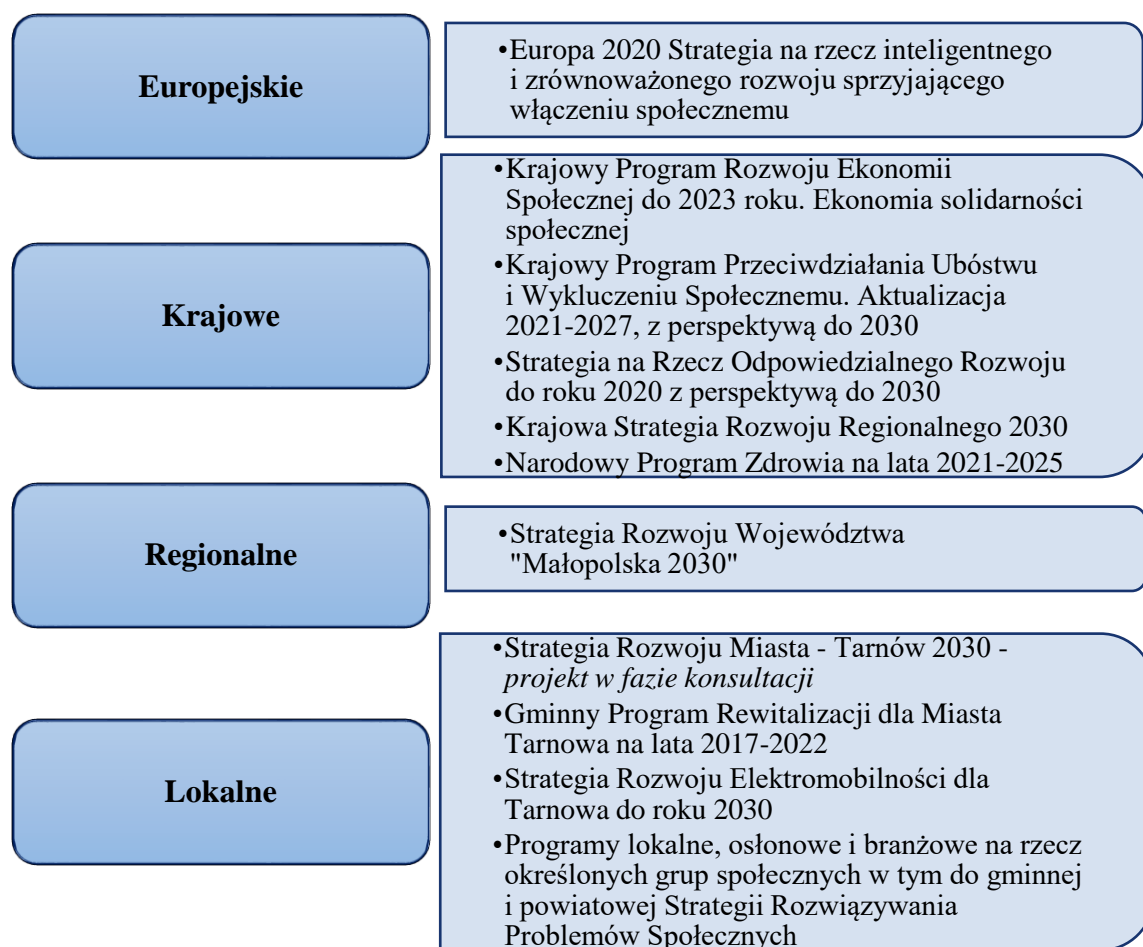 Europejskie
•Europa 2020 Strategia na rzecz inteligentnego
i zrównoważonego rozwoju sprzyjającego
włączeniu społecznemu
Krajowe
•Krajowy Program Rozwoju Ekonomii
Społecznej do 2023 roku. Ekonomia solidarności
społecznej
•Krajowy Program Przeciwdziałania Ubóstwu
i Wykluczeniu Społecznemu. Aktualizacja
2021-2027, z perspektywą do 2030
•Strategia na Rzecz Odpowiedzialnego Rozwoju
do roku 2020 z perspektywą do 2030
•Krajowa Strategia Rozwoju Regionalnego 2030
•Narodowy Program Zdrowia na lata 2021-2025
Regionalne
•Strategia Rozwoju Województwa
"Małopolska 2030"
Lokalne
•Strategia Rozwoju Miasta - Tarnów 2030 -
projekt w fazie konsultacji
•Gminny Program Rewitalizacji dla Miasta
Tarnowa na lata 2017-2022
•Strategia Rozwoju Elektromobilności dla
Tarnowa do roku 2030
•Programy lokalne, osłonowe i branżowe na rzecz
określonych grup społecznych w tym do gminnej
i powiatowej Strategii Rozwiązywania
Problemów Społecznych